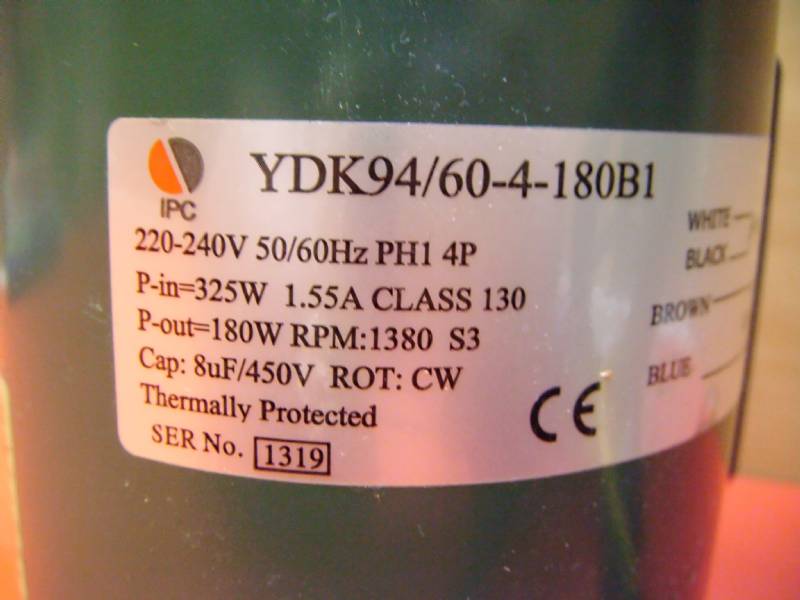 IPC
YDK94/60-4-180B1
220-240V 50/60Hz PH1 4P
P-in=325W 1.55A CLASS 130
P-out=180W RPM:1380 S3
Cap: 8uF/450V ROT: CW
Thermally Protected
SER No. 1319
CE
WHITE
BLACK
BROWN
BLUE